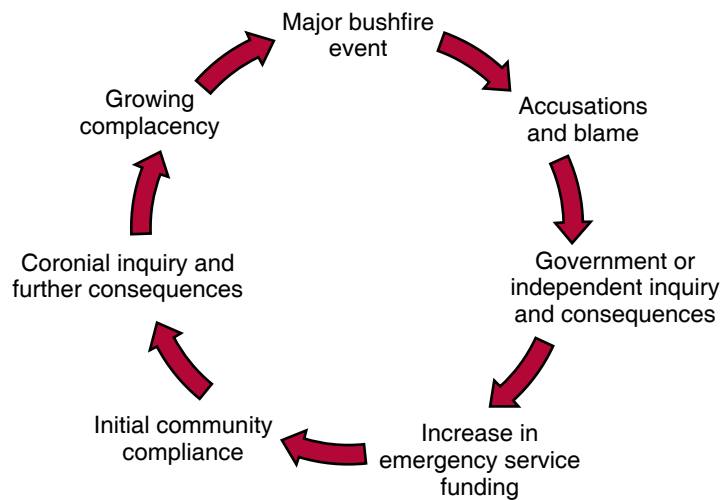 Major bushfire
event
Accusations
and blame
Government or
independent inquiry
and consequences
Increase in
emergency service
funding
Initial community
compliance
Coronial inquiry and
further consequences
Growing
complacency